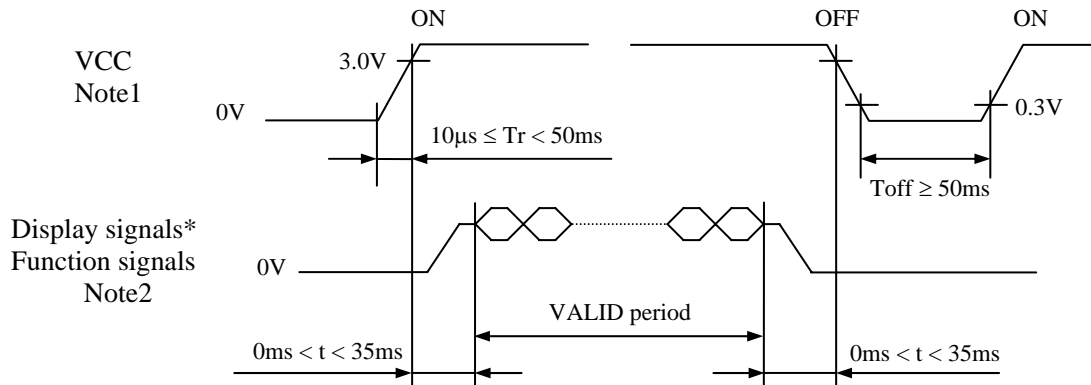 ON
OFF
ON
VCC
Note1
3.0V
0V
0.3V
10μs ≤ Tr < 50ms
Toff ≥ 50ms
Display signals*
Function signals
Note2
0V
VALID period
0ms < t < 35ms
0ms < t < 35ms